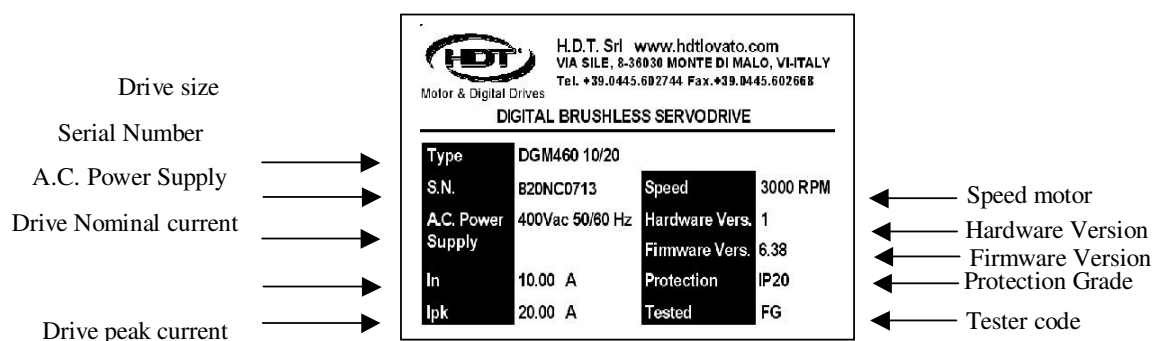 HDT
H.D.T. Srl www.hdtlovato.com
VIA SILE, 8-36030 MONTE DI MALO, VI-ITALY
Tel. +39.0445.602744 Fax.+39.0445.602668
Motor & Digital Drives
DIGITAL BRUSHLESS SERVODRIVE
Drive size
Serial Number
A.C. Power Supply
Drive Nominal current
Drive peak current
Type DGM460 10/20
S.N. B20NC0713 Speed 3000 RPM
A.C. Power Supply 400Vac 50/60 Hz Hardware Vers. 1
Firmware Vers. 6.38
In 10.00 A Protection IP20
Ipk 20.00 A Tested FG
Speed motor
Hardware Version
Firmware Version
Protection Grade
Tester code